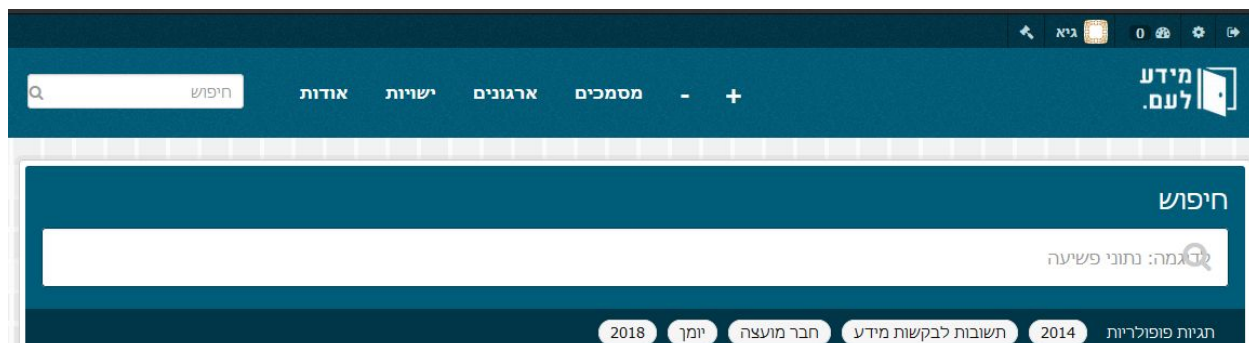 גיא 0
מידע
לעם.
+ - מסמכים ארגונים ישויות אודות חיפוש
חיפוש
לדוגמה: נתוני פשיעה
תגיות פופולריות 2014 תשובות לבקשות מידע חבר מועצה יומן 2018